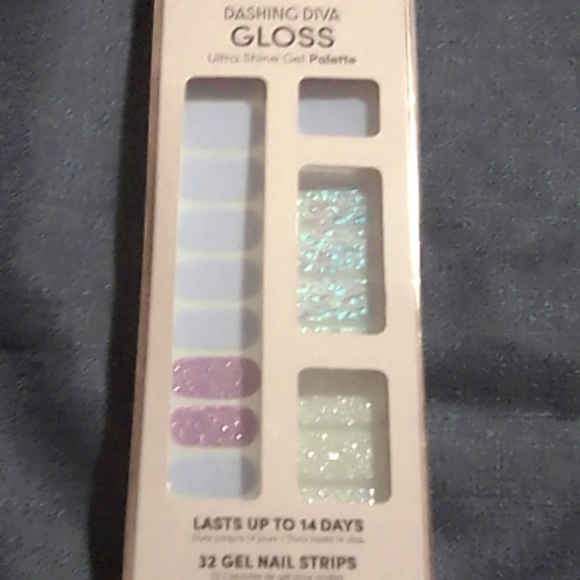 DASHING DIVA
GLOSS
Ultra Shine Gel Palette
LASTS UP TO 14 DAYS
32 GEL NAIL STRIPS